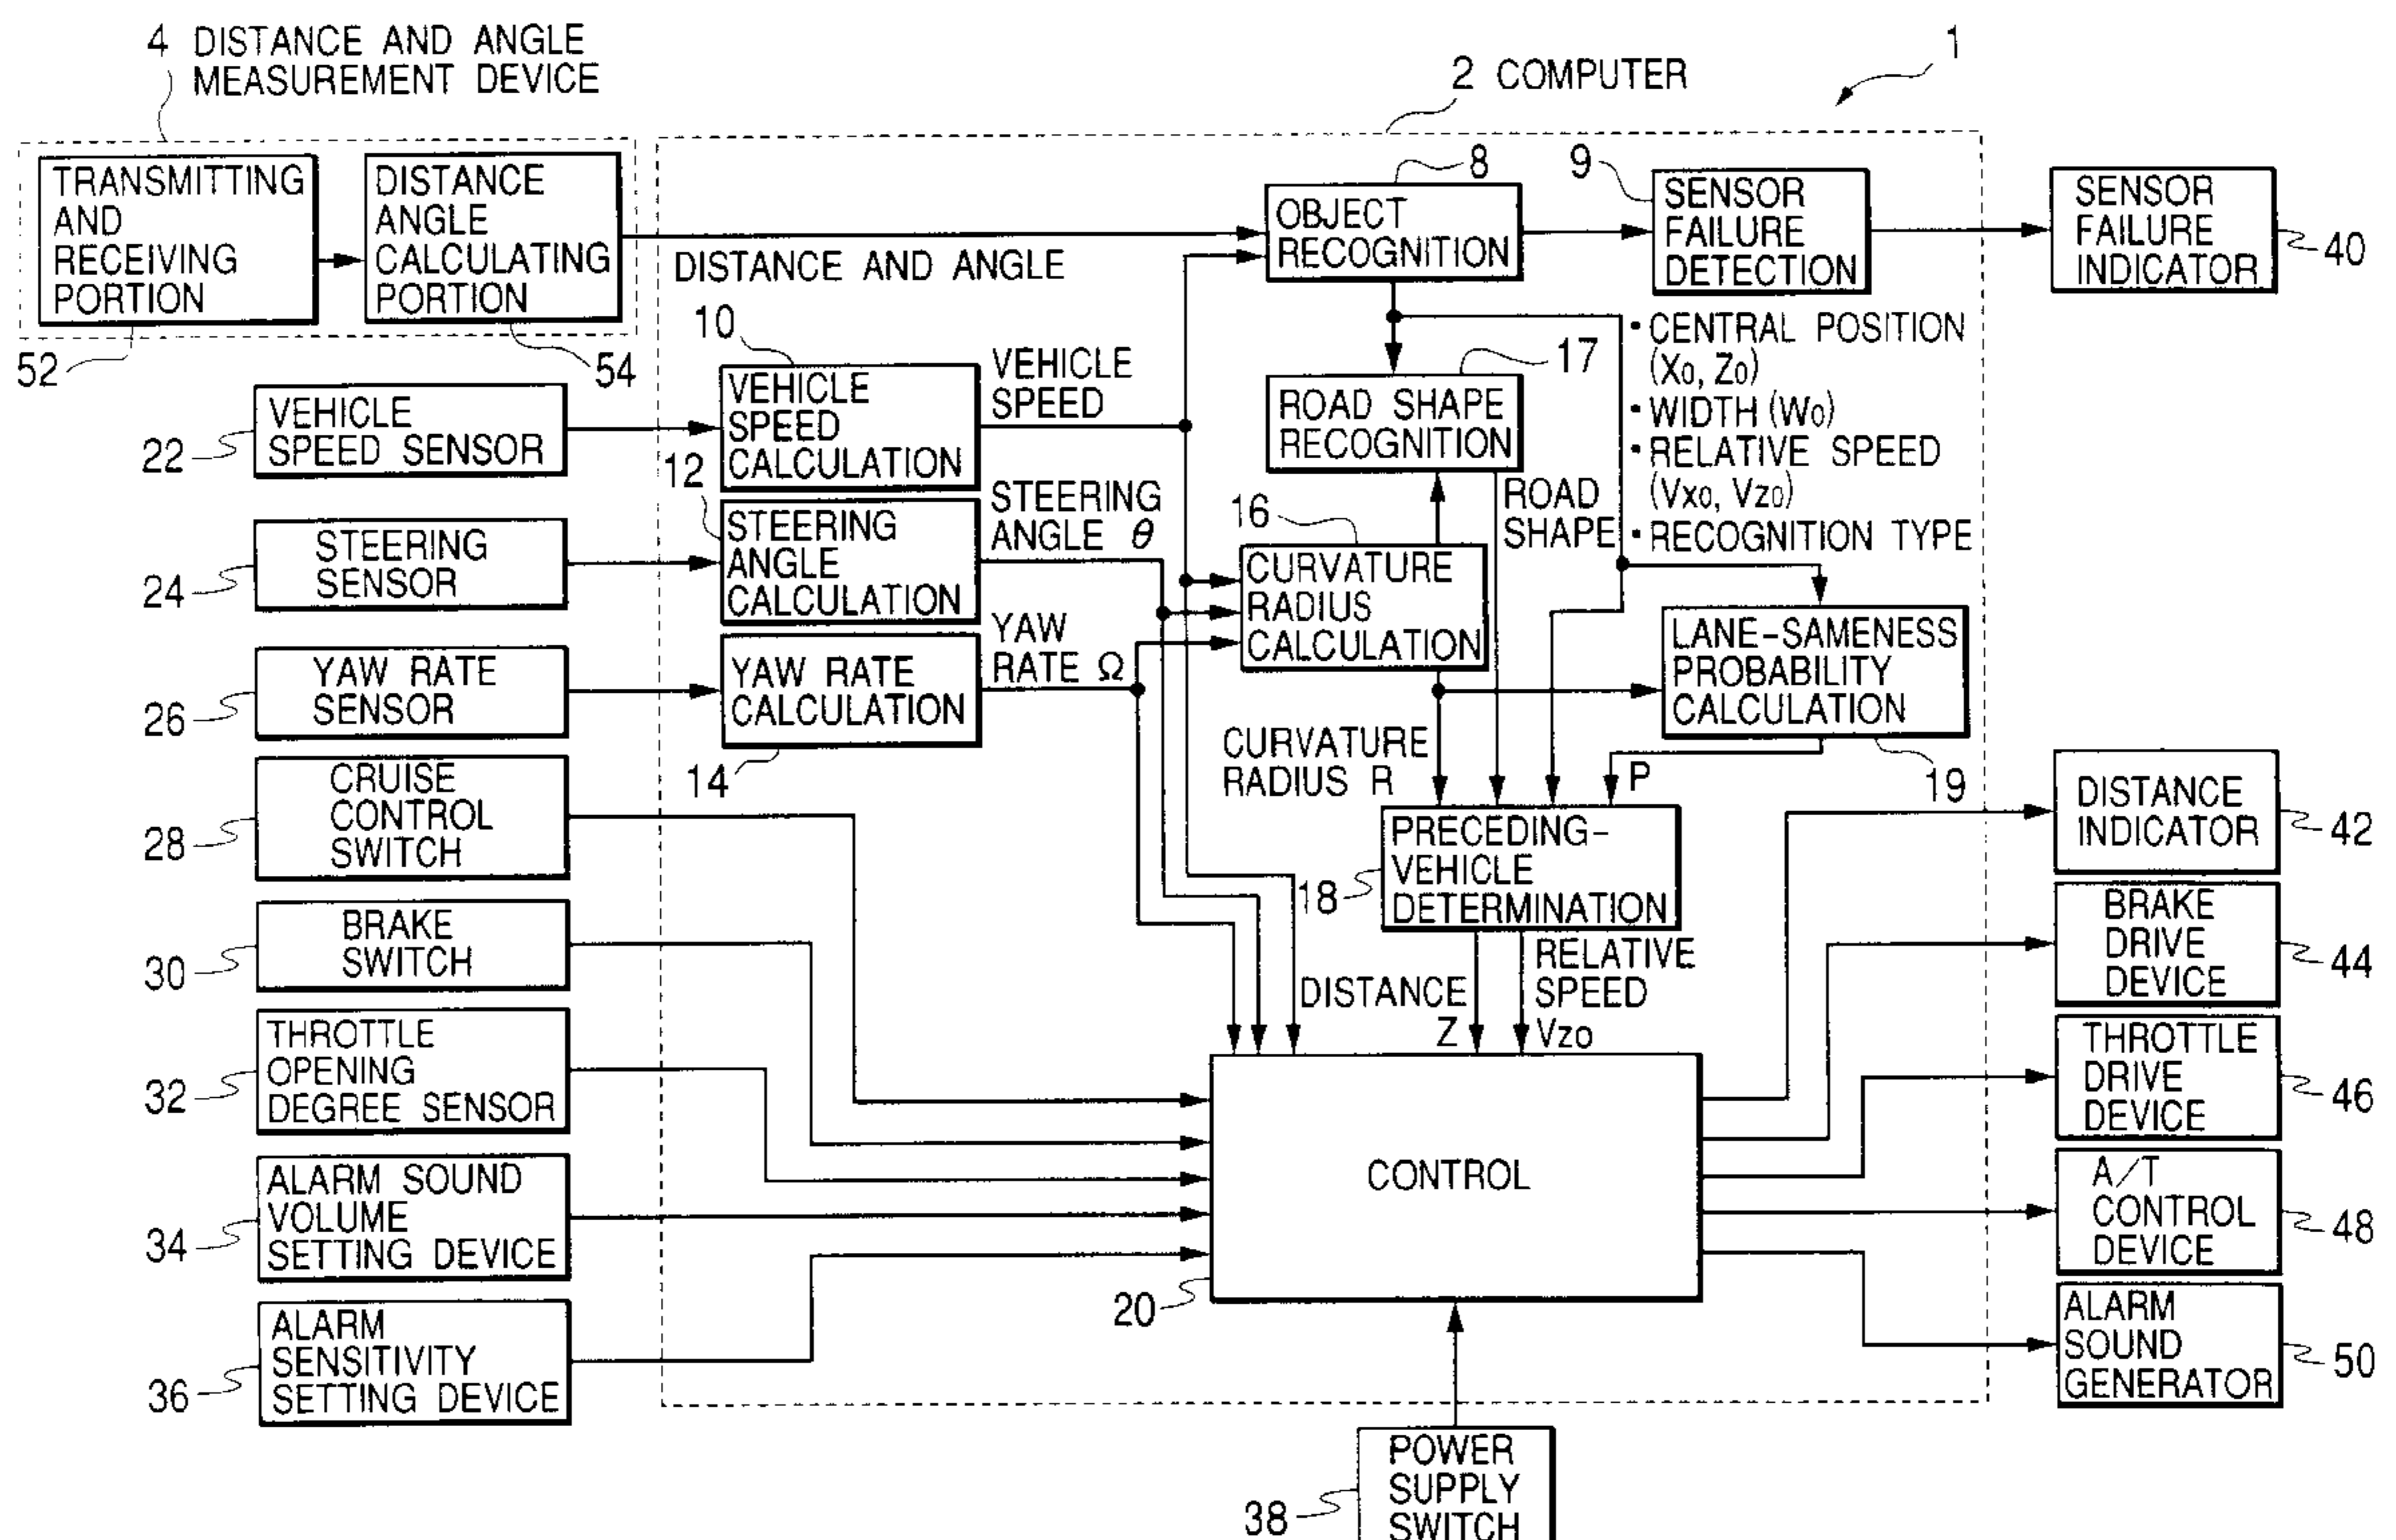 4 DISTANCE AND ANGLE
MEASUREMENT DEVICE
2 COMPUTER
1
TRANSMITTING
AND
RECEIVING
PORTION
52
DISTANCE
ANGLE
CALCULATING
PORTION
54
DISTANCE AND ANGLE
8
OBJECT
RECOGNITION
9
SENSOR
FAILURE
DETECTION
SENSOR
FAILURE
INDICATOR
40
VEHICLE
SPEED SENSOR
22
10
VEHICLE
SPEED
CALCULATION
VEHICLE
SPEED
17
ROAD SHAPE
RECOGNITION
• CENTRAL POSITION
(X0, Z0)
• WIDTH (W0)
• RELATIVE SPEED
(Vx0, Vz0)
• RECOGNITION TYPE
ROAD
SHAPE
STEERING
SENSOR
24
12
STEERING
ANGLE
CALCULATION
STEERING
ANGLE θ
16
CURVATURE
RADIUS
CALCULATION
YAW RATE
SENSOR
26
YAW RATE
CALCULATION
14
YAW
RATE Ω
LANE-SAMENESS
PROBABILITY
CALCULATION
19
CURVATURE
RADIUS R
P
CRUISE
CONTROL
SWITCH
28
PRECEDING-
VEHICLE
DETERMINATION
18
DISTANCE
INDICATOR
42
BRAKE
SWITCH
30
DISTANCE
Z
RELATIVE
SPEED
Vzo
BRAKE
DRIVE
DEVICE
44
THROTTLE
OPENING
DEGREE SENSOR
32
THROTTLE
DRIVE
DEVICE
46
ALARM SOUND
VOLUME
SETTING DEVICE
34
CONTROL
20
A/T
CONTROL
DEVICE
48
ALARM
SENSITIVITY
SETTING DEVICE
36
ALARM
SOUND
GENERATOR
50
POWER
SUPPLY
SWITCH
38